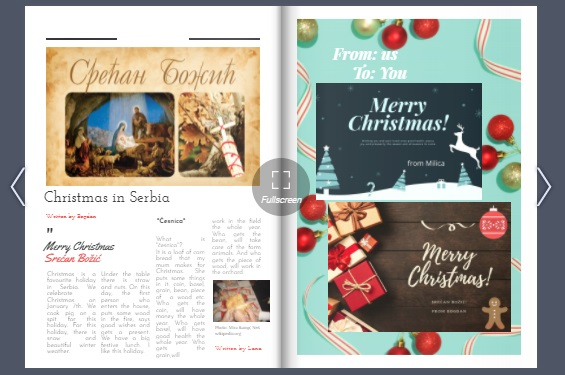 Срећан Божић
Christmas in Serbia
Written by Bogdan
"
Merry Christmas
Srećan Božić
Christmas is a
favourite holiday
in Serbia. We
celebrate
Christmas on
January 7th. We
cook pig on a
spit for this
holiday. For this
holiday, there is
snow and
beautiful winter
weather.
Under the table
there is straw
and nuts. On this
day, the first
person who
enters the house,
puts some wood
in the fire, says
good wishes and
gets a present.
We have a big
festive lunch. I
like this holiday.
"Česnica"
What is
"česnica"?
It is a loaf of corn
bread that my
mum makes for
Christmas. She
puts some things
in it: coin, basil,
grain, bean, piece
of a wood etc.
Who gets the
coin, will have
money the whole
year. Who gets
basil, will have
good health the
whole year. Who
gets the
grain,will
work in the field
the whole year.
Who gets the
bean, will take
care of the farm
animals. And who
gets the piece of
wood, will work in
the orchard.
Written by Lana
From: us
To: You
Merry
Christmas!
from Milica
Merry
Christmas!
SRECAN BOZIC
FROM BOGDAN
Fullscreen